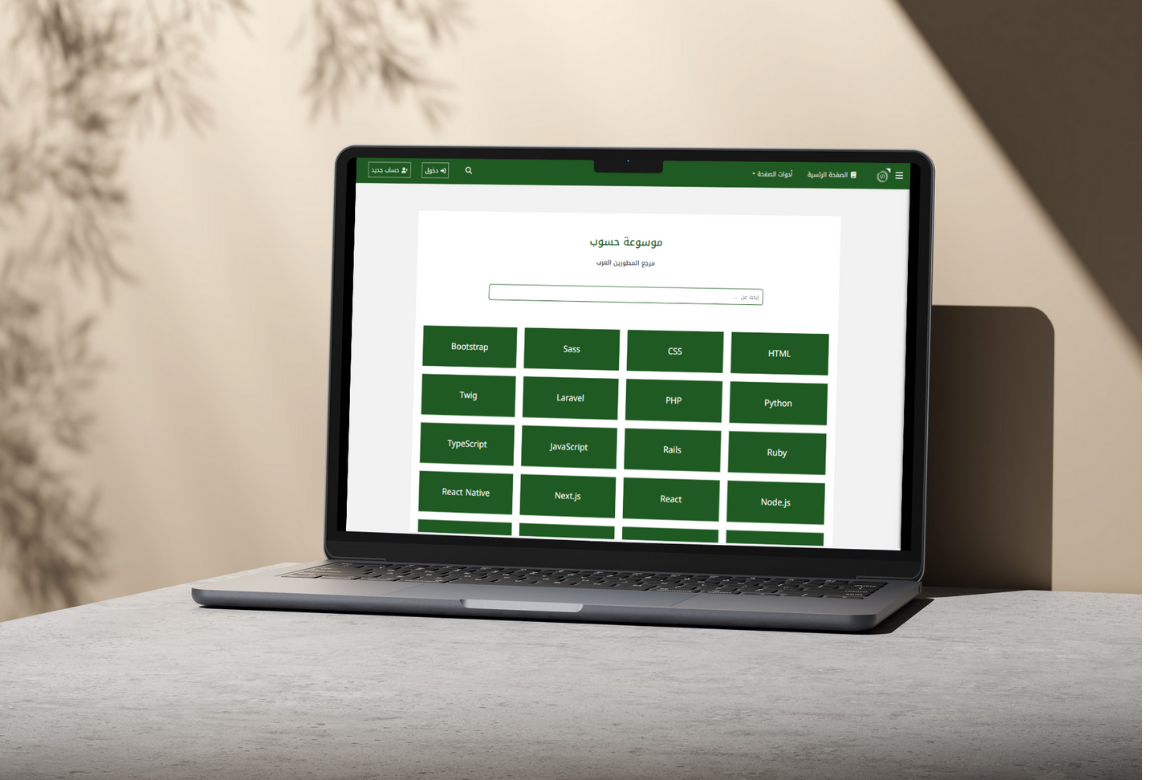 الصفحة الرئيسية أدوات الصفحة دخول حساب جديد
موسوعة حسوب
مرجع المطورين العرب
إبحث عن ...
HTML CSS Sass Bootstrap
Python PHP Laravel Twig
Ruby Rails JavaScript TypeScript
Node.js React Next.js React Native